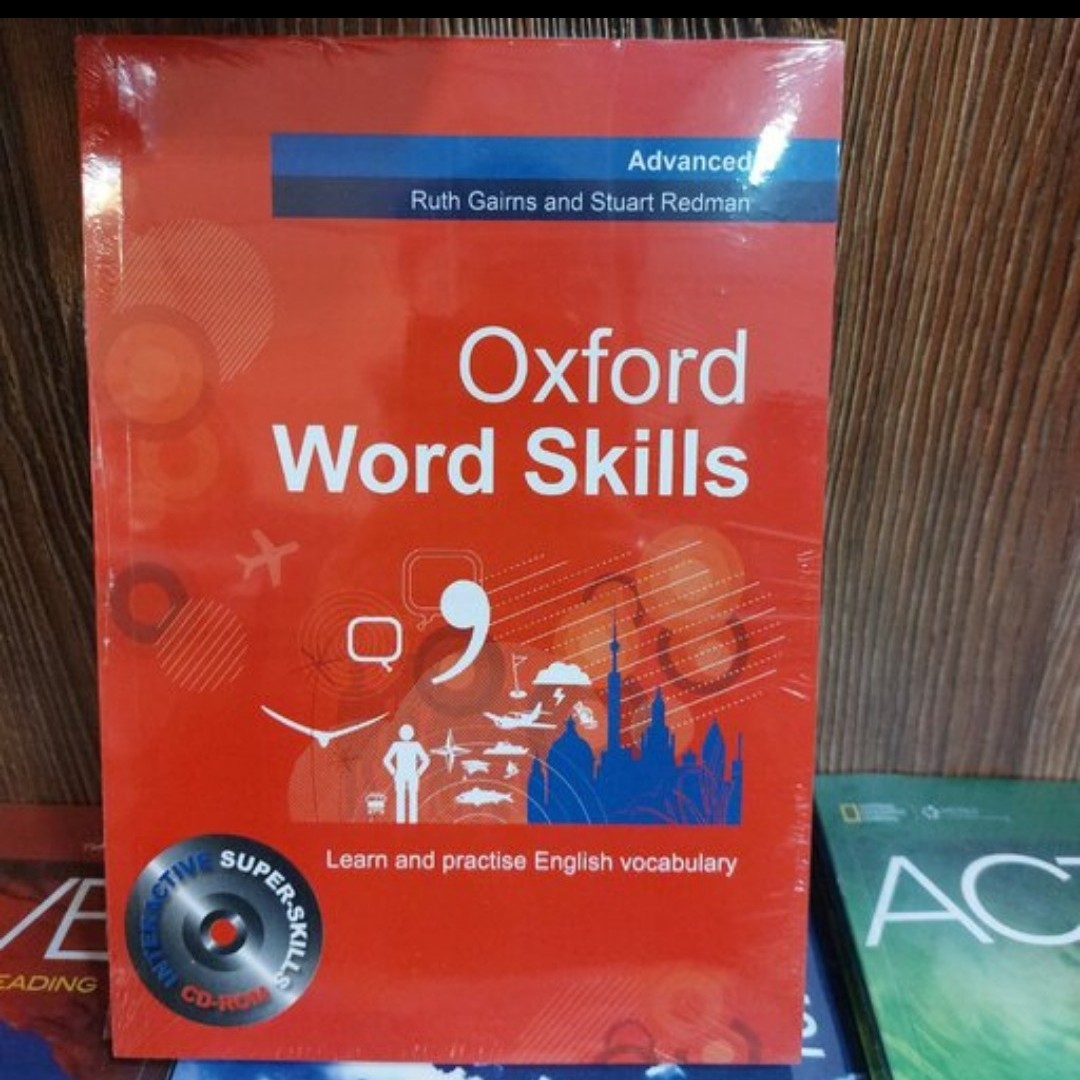 Advanced
Ruth Gairns and Stuart Redman
Oxford
Word Skills
Learn and practise English vocabulary
INTERACTIVE SUPER-SKILLS
CD-ROM
EADING
AC